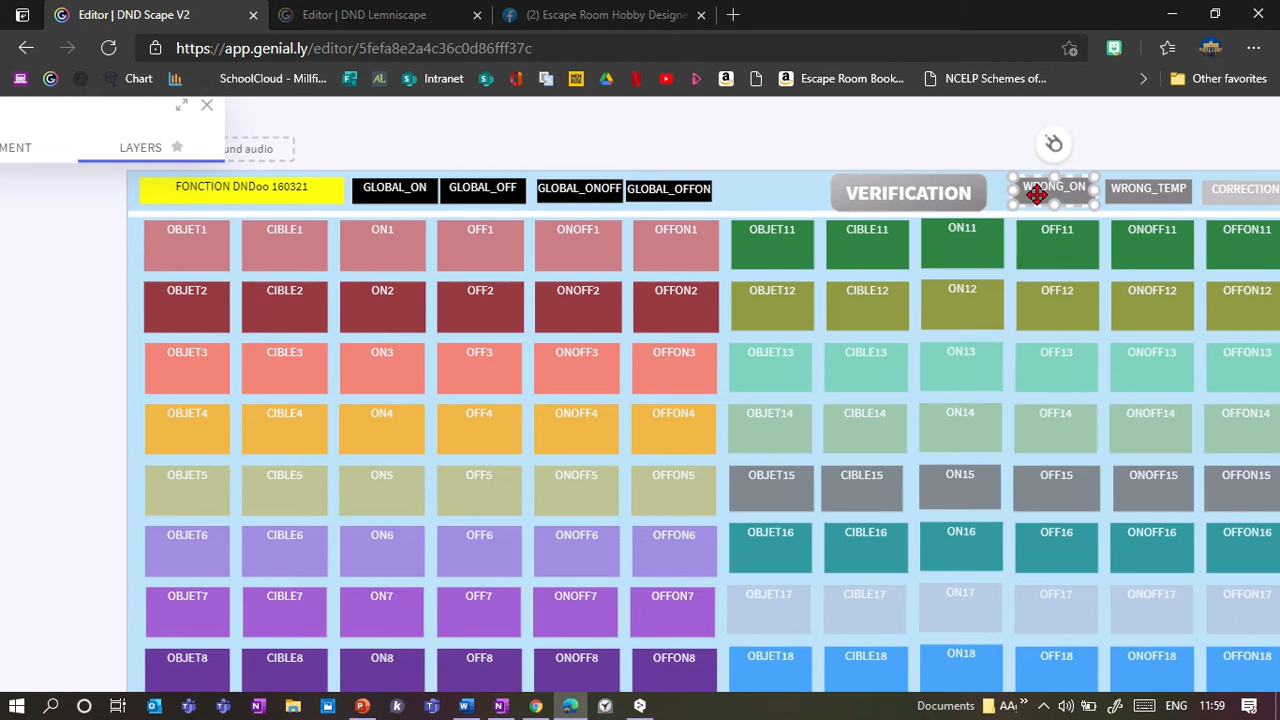 Editor | DND Scape V2
Editor | DND Lemniscape
(2) Escape Room Hobby Designe
https://app.genial.ly/editor/5fefa8e2a4c36c0d86fff37c
Chart
SchoolCloud - Millfi...
Intranet
Escape Room Book...
NCELP Schemes of...
Other favorites
MENT
LAYERS
und audio
FONCTION DNDoo 160321
GLOBAL_ON
GLOBAL_OFF
GLOBAL_ONOFF
GLOBAL_OFFON
VERIFICATION
WRONG_ON
WRONG_TEMP
CORRECTION
OBJET1 CIBLE1 ON1 OFF1 ONOFF1 OFFON1 OBJET11 CIBLE11 ON11 OFF11 ONOFF11 OFFON11
OBJET2 CIBLE2 ON2 OFF2 ONOFF2 OFFON2 OBJET12 CIBLE12 ON12 OFF12 ONOFF12 OFFON12
OBJET3 CIBLE3 ON3 OFF3 ONOFF3 OFFON3 OBJET13 CIBLE13 ON13 OFF13 ONOFF13 OFFON13
OBJET4 CIBLE4 ON4 OFF4 ONOFF4 OFFON4 OBJET14 CIBLE14 ON14 OFF14 ONOFF14 OFFON14
OBJET5 CIBLE5 ON5 OFF5 ONOFF5 OFFON5 OBJET15 CIBLE15 ON15 OFF15 ONOFF15 OFFON15
OBJET6 CIBLE6 ON6 OFF6 ONOFF6 OFFON6 OBJET16 CIBLE16 ON16 OFF16 ONOFF16 OFFON16
OBJET7 CIBLE7 ON7 OFF7 ONOFF7 OFFON7 OBJET17 CIBLE17 ON17 OFF17 ONOFF17 OFFON17
OBJET8 CIBLE8 ON8 OFF8 ONOFF8 OFFON8 OBJET18 CIBLE18 ON18 OFF18 ONOFF18 OFFON18
Documents
11:59